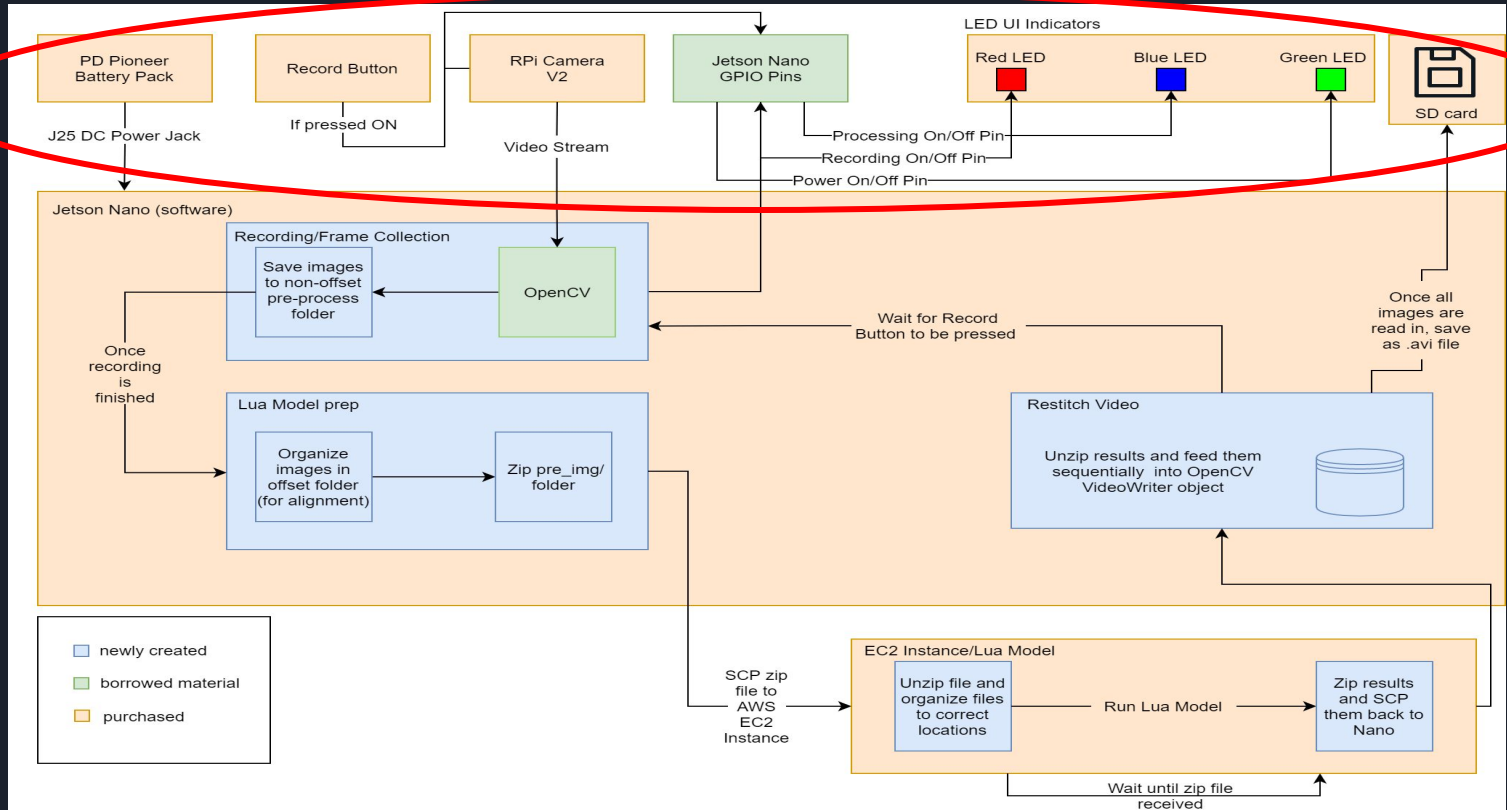 LED UI Indicators
PD Pioneer
Battery Pack
Record Button
RPi Camera
V2
Jetson Nano
GPIO Pins
Red LED
Blue LED
Green LED
SD card
If pressed ON
J25 DC Power Jack
Video Stream
Processing On/Off Pin
Recording On/Off Pin
Power On/Off Pin
Jetson Nano (software)
Recording/Frame Collection
Save images
to non-offset
pre-process
folder
OpenCV
Wait for Record
Button to be pressed
Once all
images are
read in, save
as .avi file
Once
recording
is
finished
Lua Model prep
Organize
images in
offset folder
(for alignment)
Zip pre_img/
folder
Restitch Video
Unzip results and feed them
sequentially into OpenCV
VideoWriter object
newly created
borrowed material
purchased
SCP zip
file to
AWS
EC2
Instance
EC2 Instance/Lua Model
Unzip file and
organize files
to correct
locations
Run Lua Model
Zip results
and SCP
them back to
Nano
Wait until zip file
received